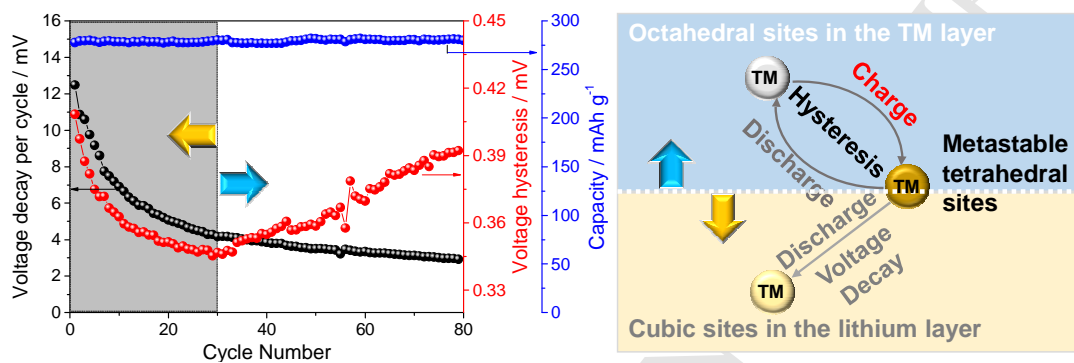 Voltage decay per cycle / mV
16
14
12
10
8
6
4
2
0
0
20
40
60
80
Cycle Number
0.45
0.42
0.39
0.36
0.33
Voltage hysteresis / mV
300
250
200
150
100
50
0
Capacity / mAh g⁻¹
Octahedral sites in the TM layer
TM
Charge
Hysteresis
Discharge
Metastable
tetrahedral
sites
TM
Discharge
Voltage
Decay
TM
Cubic sites in the lithium layer